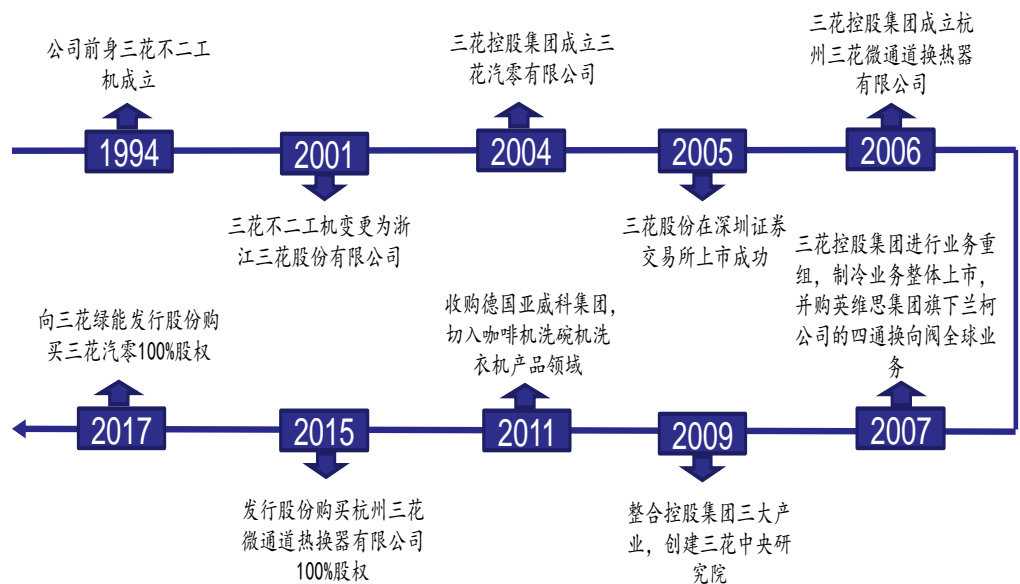 公司前身三花不二工
机成立
1994
2001
三花不二工机变更为浙
江三花股份有限公司
三花控股集团成立三
花汽零有限公司
2004
2005
三花股份在深圳证券
交易所上市成功
三花控股集团成立杭
州三花微通道换热器
有限公司
2006
三花控股集团进行业务重
组，制冷业务整体上市，
并购英维思集团旗下兰柯
公司的四通换向阀全球业
务
2007
2009
整合控股集团三大产
业，创建三花中央研
究院
收购德国亚威科集团，
切入咖啡机洗碗机洗
衣机产品领域
2011
2015
发行股份购买杭州三花
微通道热换器有限公司
100%股权
向三花绿能发行股份购
买三花汽零100%股权
2017